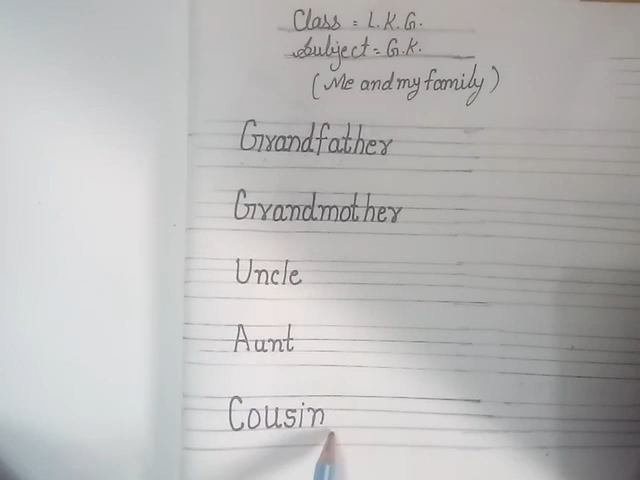 Class = L.K.G.
Subject = G.K.
(Me and my family)
Grandfather
Grandmother
Uncle
Aunt
Cousin